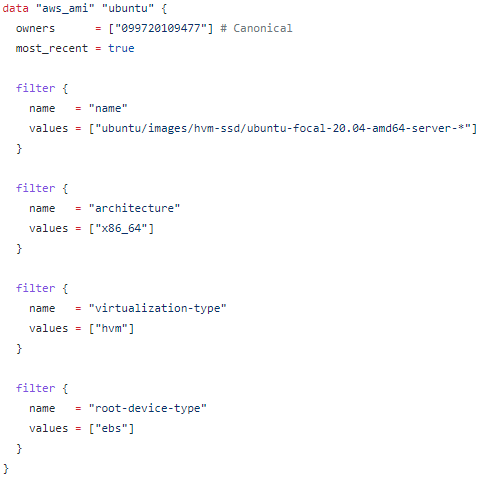 data "aws_ami" "ubuntu" {
  owners      = ["099720109477"] # Canonical
  most_recent = true

  filter {
    name   = "name"
    values = ["ubuntu/images/hvm-ssd/ubuntu-focal-20.04-amd64-server-*"]
  }

  filter {
    name   = "architecture"
    values = ["x86_64"]
  }

  filter {
    name   = "virtualization-type"
    values = ["hvm"]
  }

  filter {
    name   = "root-device-type"
    values = ["ebs"]
  }
}